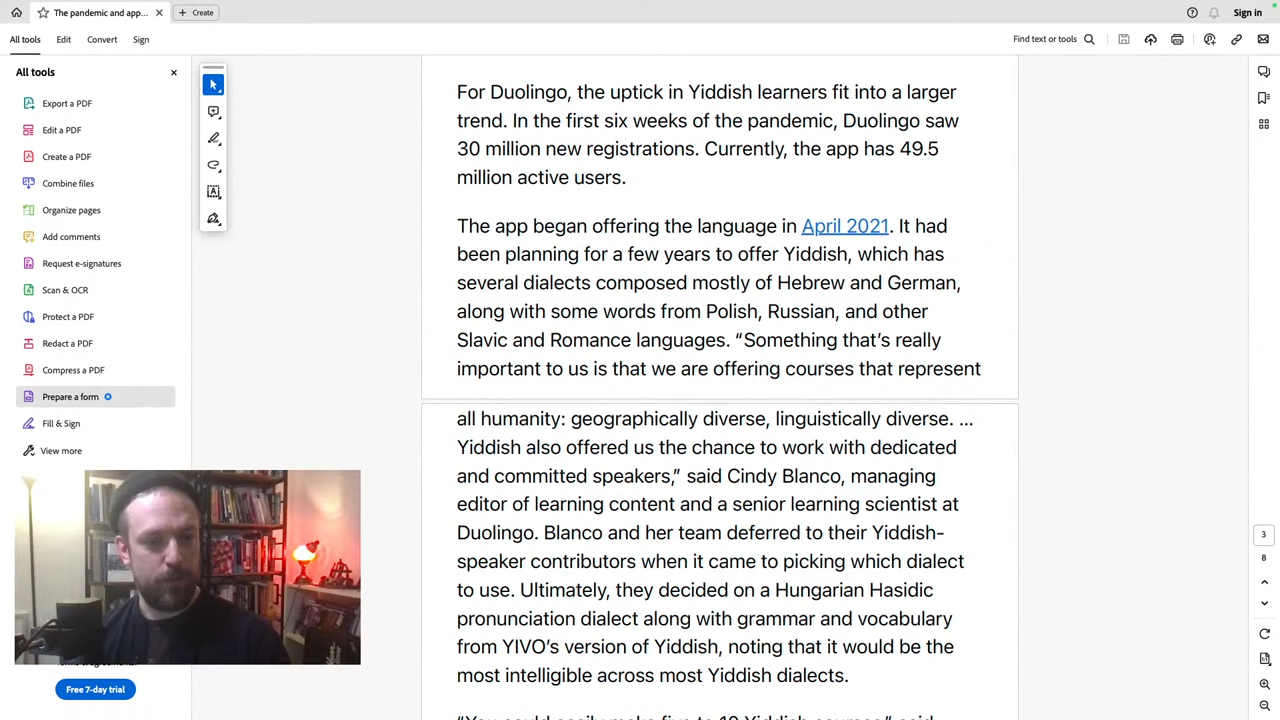 The pandemic and app...
Create
Sign in
All tools
Edit
Convert
Sign
Find text or tools
All tools
Export a PDF
Edit a PDF
Create a PDF
Combine files
Organize pages
Add comments
Request e-signatures
Scan & OCR
Protect a PDF
Redact a PDF
Compress a PDF
Prepare a form
Fill & Sign
View more
Free 7-day trial
For Duolingo, the uptick in Yiddish learners fit into a larger
trend. In the first six weeks of the pandemic, Duolingo saw
30 million new registrations. Currently, the app has 49.5
million active users.
The app began offering the language in April 2021. It had
been planning for a few years to offer Yiddish, which has
several dialects composed mostly of Hebrew and German,
along with some words from Polish, Russian, and other
Slavic and Romance languages. “Something that’s really
important to us is that we are offering courses that represent
all humanity: geographically diverse, linguistically diverse. ...
Yiddish also offered us the chance to work with dedicated
and committed speakers,” said Cindy Blanco, managing
editor of learning content and a senior learning scientist at
Duolingo. Blanco and her team deferred to their Yiddish-
speaker contributors when it came to picking which dialect
to use. Ultimately, they decided on a Hungarian Hasidic
pronunciation dialect along with grammar and vocabulary
from YIVO’s version of Yiddish, noting that it would be the
most intelligible across most Yiddish dialects.
“You could easily make five to 10 Yiddish courses,” said
3
8